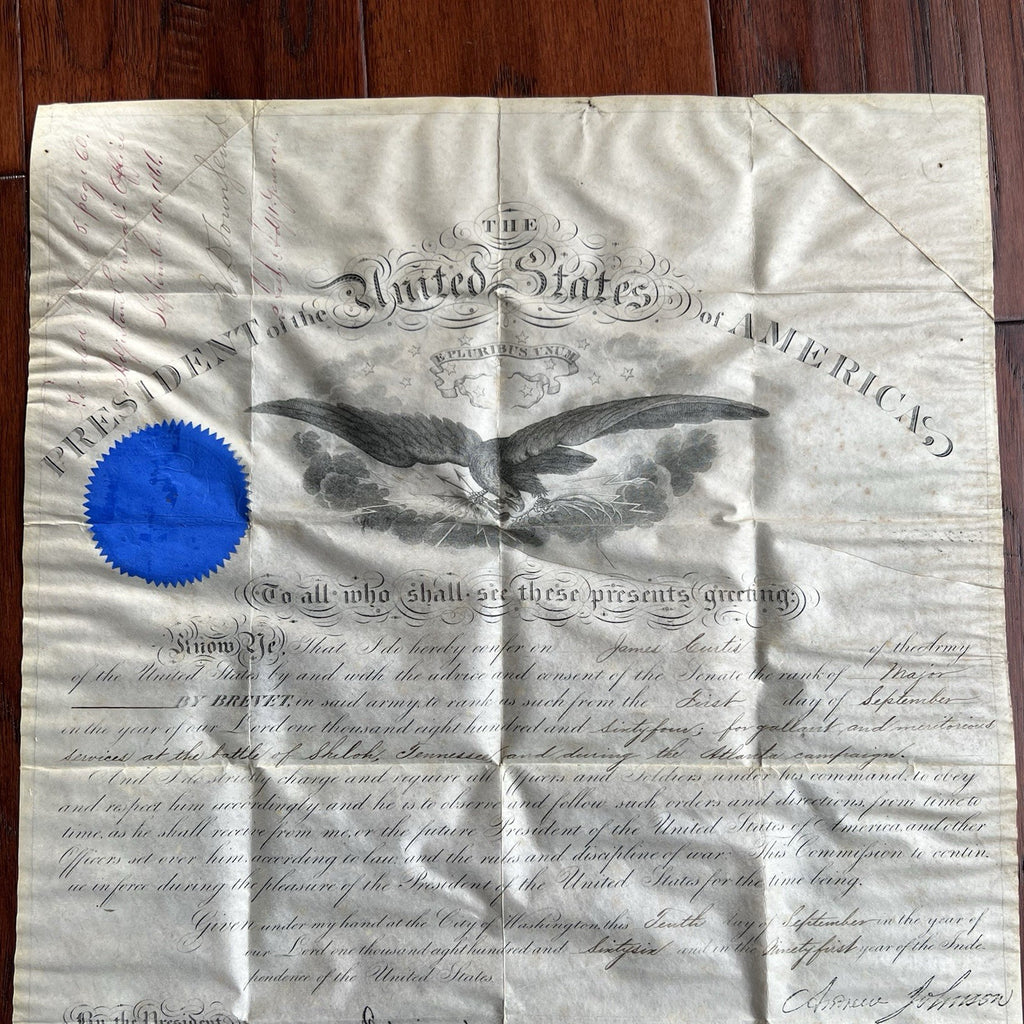 THE
PRESIDENT of the United States of AMERICA,
E PLURIBUS UNUM
To all who shall see these presents greeting:
Know Ye, That I do hereby confer on James Curtis of the Army
of the United States by and with the advice and consent of the Senate the rank of Major
BY BREVET, in said army, to rank as such from the First day of September
in the year of our Lord one thousand eight hundred and sixty four, for gallant and meritorious
services at the battle of Shiloh, Tennessee and during the Atlanta campaign.
And I do strictly charge and require all Officers and Soldiers under his command, to obey
and respect him accordingly and he is to observe and follow such orders and directions, from time to
time, as he shall receive from me, or the future President of the United States of America, and other
Officers set over him, according to law, and the rules and discipline of war. This Commission to contin
ue in force during the pleasure of the President of the United States for the time being.
Given under my hand at the City of Washington, this Tenth day of September in the year of
our Lord one thousand eight hundred and Sixty six and in the Ninety first year of the Inde
pendence of the United States
Andrew Johnson
By the President